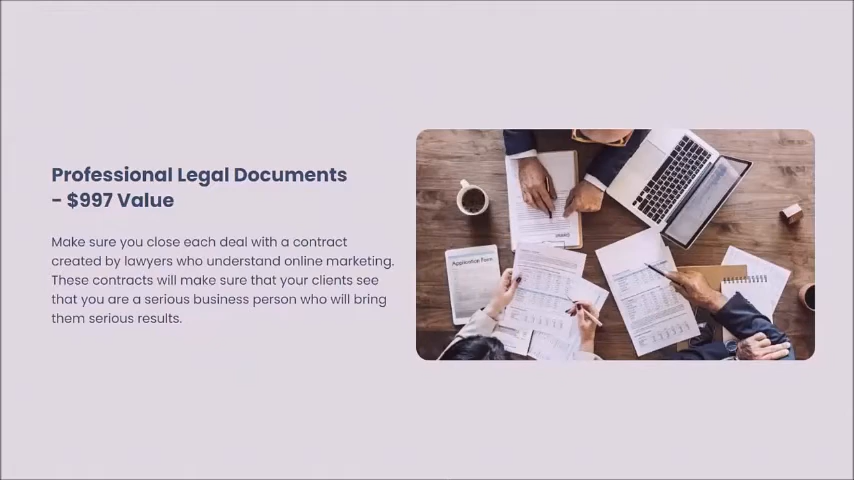 Professional Legal Documents
- $997 Value
Make sure you close each deal with a contract
created by lawyers who understand online marketing.
These contracts will make sure that your clients see
that you are a serious business person who will bring
them serious results.
Application Form